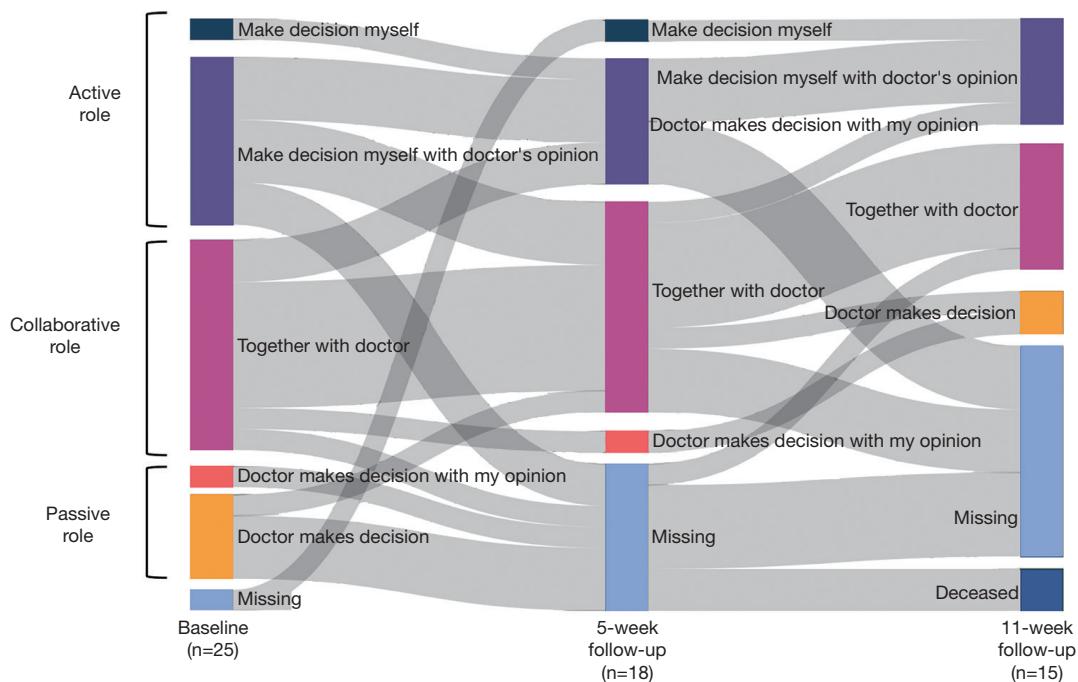 Active
role
Collaborative
role
Passive
role
Make decision myself
Make decision myself with doctor's opinion
Together with doctor
Doctor makes decision with my opinion
Doctor makes decision
Missing
Baseline
(n=25)
Make decision myself
Doctor makes decision with my opinion
Together with doctor
Doctor makes decision with my opinion
Missing
5-week
follow-up
(n=18)
Make decision myself with doctor's opinion
Together with doctor
Doctor makes decision
Missing
Deceased
11-week
follow-up
(n=15)